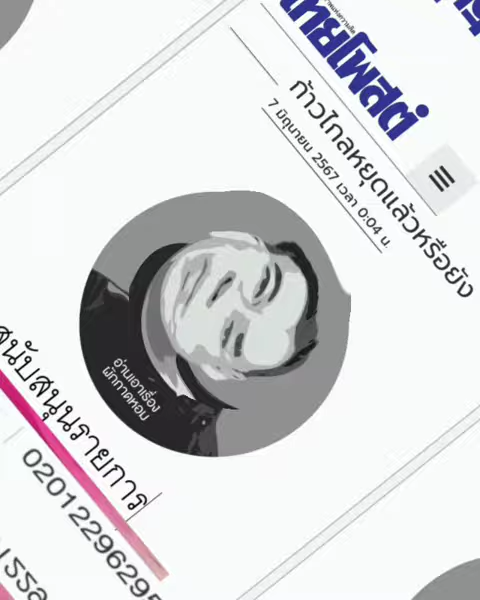 ไทยโพสต์
ก้าวไกลหยุดแล้วหรือยัง
7 มิถุนายน 2567 เวลา 0:04 น.
อ่านเอาเรื่อง
ผักกาดหอม
สนับสนุนรายการ
02012296295